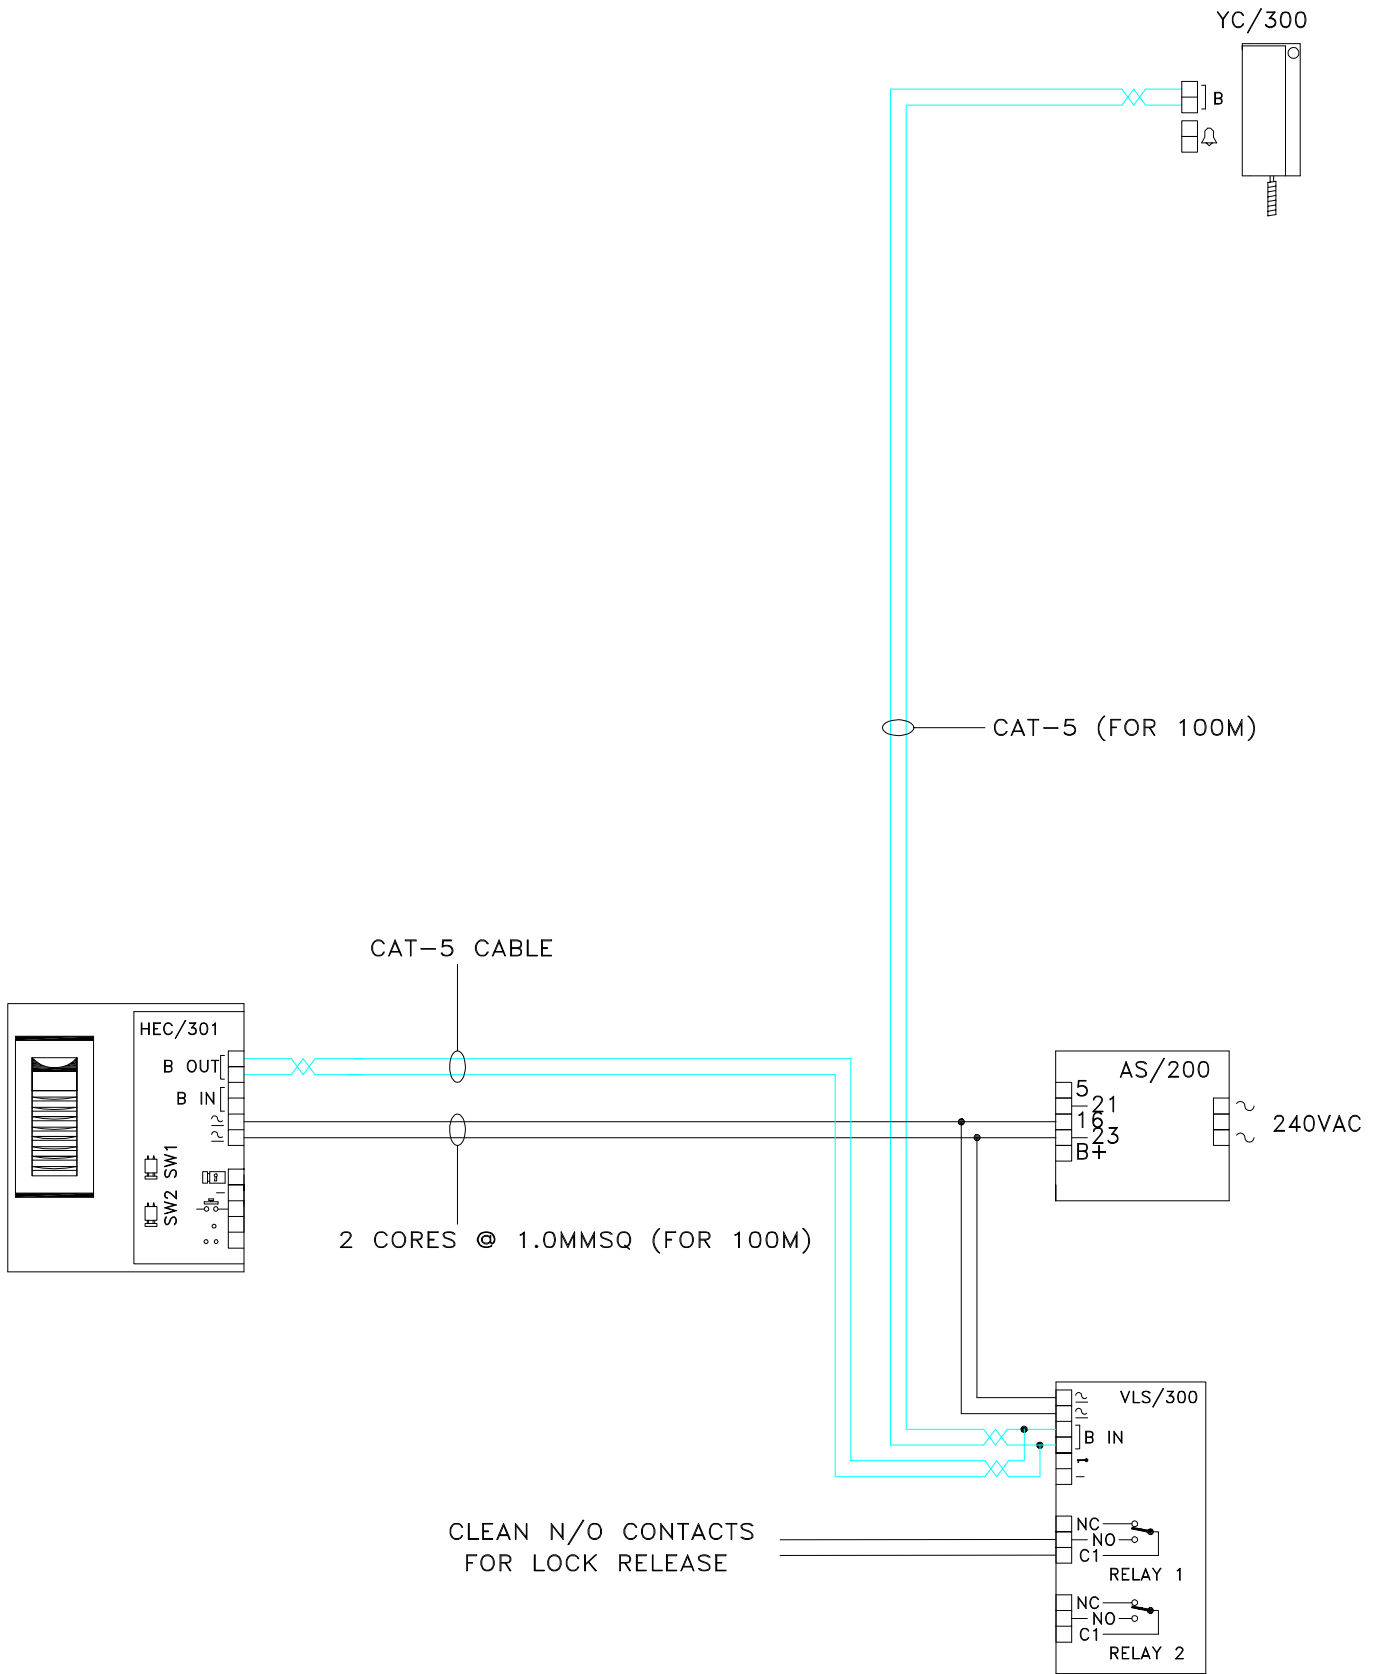 YC/300
B
CAT-5 (FOR 100M)
CAT-5 CABLE
HEC/301
B OUT
B IN
SW1
SW2
2 CORES @ 1.0MMSQ (FOR 100M)
AS/200
5
21
16
23
B+
240VAC
VLS/300
B IN
1
CLEAN N/O CONTACTS
FOR LOCK RELEASE
NC
NO
C1
RELAY 1
NC
NO
C1
RELAY 2